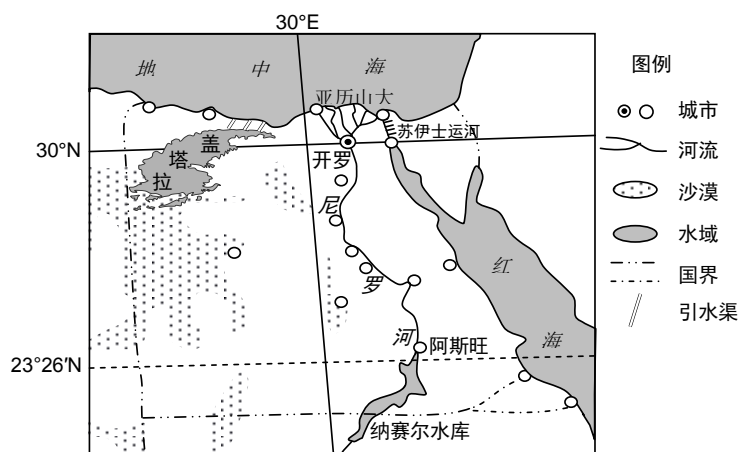 30°E
地 中 海
亚历山大
苏伊士运河
30°N
开罗
盖
塔
拉
尼
罗
河
红
海
阿斯旺
23°26′N
纳赛尔水库
图例
城市
河流
沙漠
水域
国界
引水渠